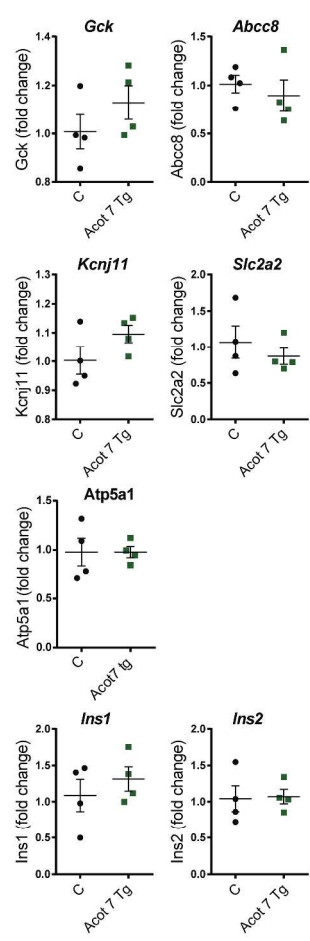 Gck
Gck (fold change)
1.4
1.2
1.0
0.8
C
Acot 7 Tg
Abcc8
Abcc8 (fold change)
1.5
1.0
0.5
0.0
C
Acot 7 Tg
Kcnj11
Kcnj11 (fold change)
1.3
1.2
1.1
1.0
0.9
0.8
C
Acot 7 Tg
Slc2a2
Slc2a2 (fold change)
2.0
1.5
1.0
0.5
0.0
C
Acot 7 Tg
Atp5a1
Atp5a1 (fold change)
1.5
1.0
0.5
0.0
C
Acot7 tg
Ins1
Ins1 (fold change)
2.0
1.5
1.0
0.5
0.0
C
Acot 7 Tg
Ins2
Ins2 (fold change)
2.0
1.5
1.0
0.5
0.0
C
Acot 7 Tg